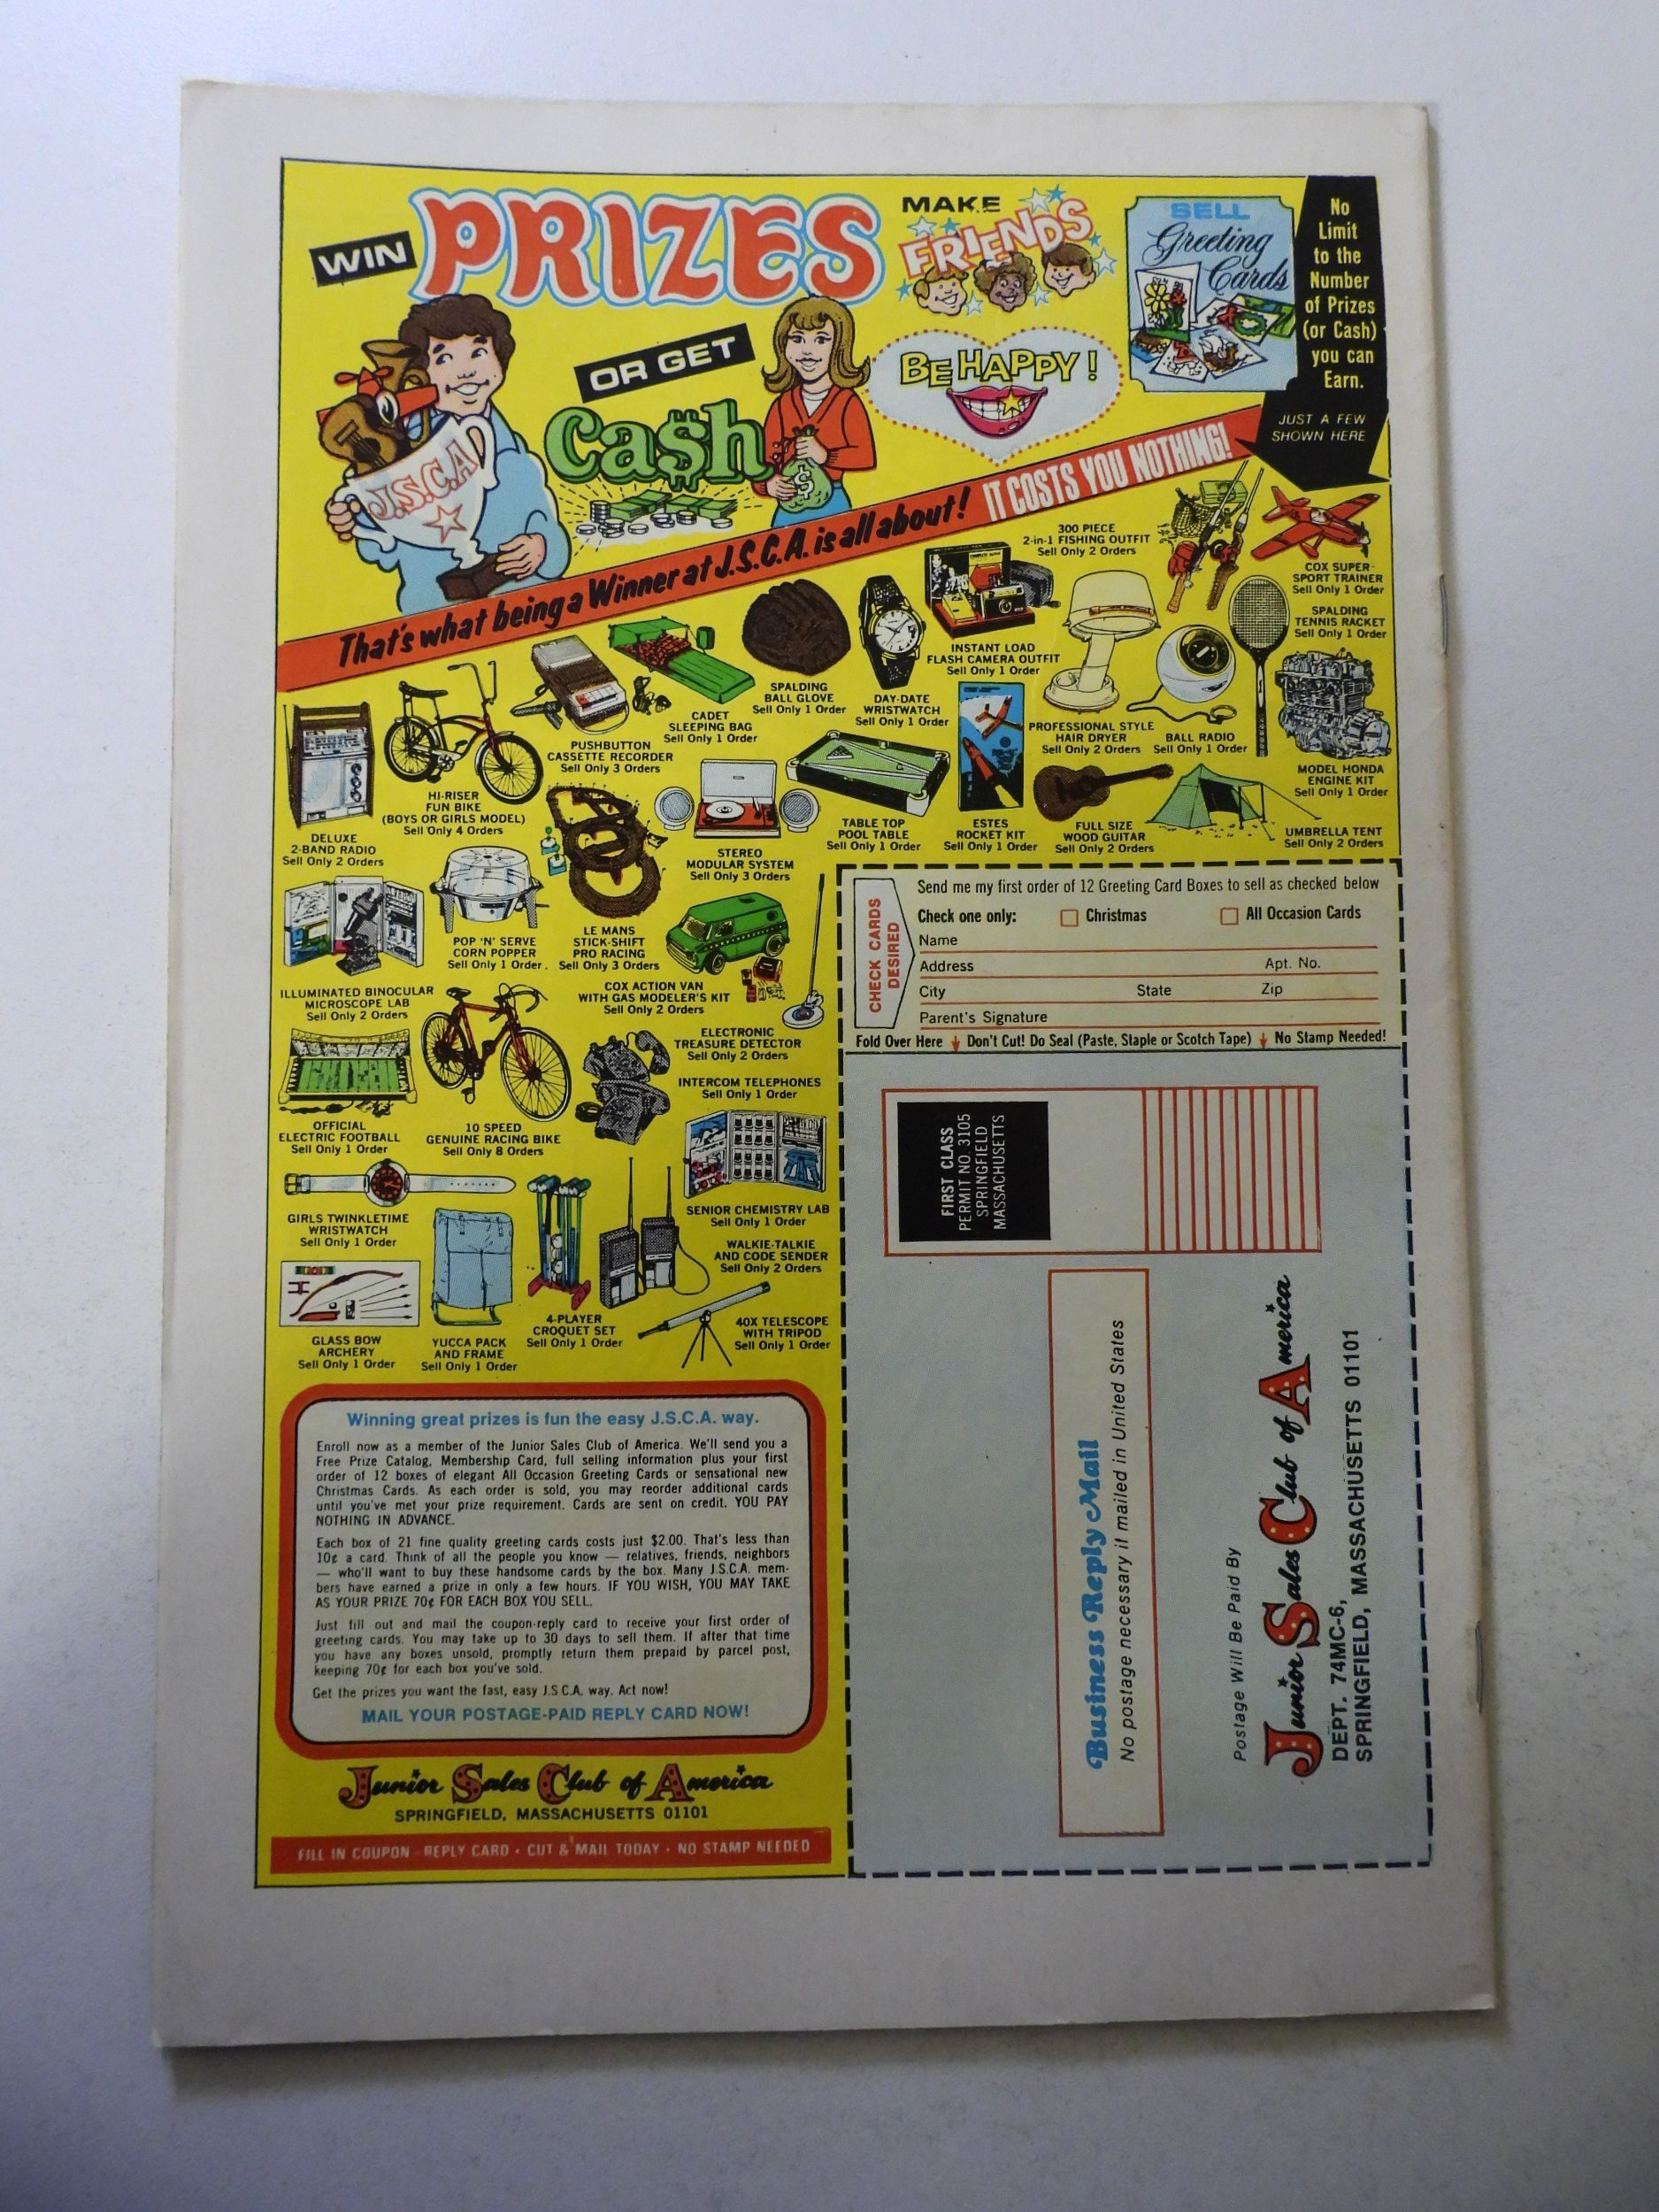 WIN
PRIZES
MAKE
FRIENDS
SELL
Greeting
Cards
No
Limit
to the
Number
of Prizes
(or Cash)
you can
Earn.
JUST A FEW
SHOWN HERE
OR GET
Ca$h
BE HAPPY!
J.S.C.A.
$
That's what being a Winner at J.S.C.A. is all about! IT COSTS YOU NOTHING!
300 PIECE
2-in-1 FISHING OUTFIT
Sell Only 2 Orders
COX SUPER-
SPORT TRAINER
Sell Only 1 Order
SPALDING
TENNIS RACKET
Sell Only 1 Order
INSTANT LOAD
FLASH CAMERA OUTFIT
Sell Only 1 Order
SPALDING
BALL GLOVE
Sell Only 1 Order
DAY-DATE
WRISTWATCH
Sell Only 1 Order
CADET
SLEEPING BAG
Sell Only 1 Order
PROFESSIONAL STYLE
HAIR DRYER
Sell Only 2 Orders
BALL RADIO
Sell Only 1 Order
PUSHBUTTON
CASSETTE RECORDER
Sell Only 3 Orders
MODEL HONDA
ENGINE KIT
Sell Only 1 Order
HI-RISER
FUN BIKE
(BOYS OR GIRLS MODEL)
Sell Only 4 Orders
DELUXE
2-BAND RADIO
Sell Only 2 Orders
TABLE TOP
POOL TABLE
Sell Only 1 Order
ESTES
ROCKET KIT
Sell Only 1 Order
FULL SIZE
WOOD GUITAR
Sell Only 2 Orders
UMBRELLA TENT
Sell Only 2 Orders
STEREO
MODULAR SYSTEM
Sell Only 3 Orders
POP 'N' SERVE
CORN POPPER
Sell Only 1 Order.
LE MANS
STICK-SHIFT
PRO RACING
Sell Only 3 Orders
ILLUMINATED BINOCULAR
MICROSCOPE LAB
Sell Only 2 Orders
COX ACTION VAN
WITH GAS MODELER'S KIT
Sell Only 2 Orders
ELECTRONIC
TREASURE DETECTOR
Sell Only 2 Orders
INTERCOM TELEPHONES
Sell Only 1 Order
OFFICIAL
ELECTRIC FOOTBALL
Sell Only 1 Order
10 SPEED
GENUINE RACING BIKE
Sell Only 8 Orders
SENIOR CHEMISTRY LAB
Sell Only 1 Order
GIRLS TWINKLETIME
WRISTWATCH
Sell Only 1 Order
WALKIE-TALKIE
AND CODE SENDER
Sell Only 2 Orders
4-PLAYER
CROQUET SET
Sell Only 1 Order
40X TELESCOPE
WITH TRIPOD
Sell Only 1 Order
GLASS BOW
ARCHERY
Sell Only 1 Order
YUCCA PACK
AND FRAME
Sell Only 1 Order
Winning great prizes is fun the easy J.S.C.A. way.
Enroll now as a member of the Junior Sales Club of America. We'll send you a
Free Prize Catalog, Membership Card, full selling information plus your first
order of 12 boxes of elegant All Occasion Greeting Cards or sensational new
Christmas Cards. As each order is sold, you may reorder additional cards
until you've met your prize requirement. Cards are sent on credit. YOU PAY
NOTHING IN ADVANCE.
Each box of 21 fine quality greeting cards costs just $2.00. That's less than
10¢ a card. Think of all the people you know — relatives, friends, neighbors
— who'll want to buy these handsome cards by the box. Many J.S.C.A. mem-
bers have earned a prize in only a few hours. IF YOU WISH, YOU MAY TAKE
AS YOUR PRIZE 70¢ FOR EACH BOX YOU SELL.
Just fill out and mail the coupon-reply card to receive your first order of
greeting cards. You may take up to 30 days to sell them. If after that time
you have any boxes unsold, promptly return them prepaid by parcel post,
keeping 70¢ for each box you've sold.
Get the prizes you want the fast, easy J.S.C.A. way. Act now!
MAIL YOUR POSTAGE-PAID REPLY CARD NOW!
Junior Sales Club of America
SPRINGFIELD, MASSACHUSETTS 01101
FILL IN COUPON - REPLY CARD • CUT & MAIL TODAY • NO STAMP NEEDED
CHECK CARDS
DESIRED
Send me my first order of 12 Greeting Card Boxes to sell as checked below
Check one only: Christmas All Occasion Cards
Name
Address Apt. No.
City State Zip
Parent's Signature
Fold Over Here Don't Cut! Do Seal (Paste, Staple or Scotch Tape) No Stamp Needed!
FIRST CLASS
PERMIT NO. 3105
SPRINGFIELD
MASSACHUSETTS
Business Reply Mail
No postage necessary if mailed in United States
Postage Will Be Paid By
Junior Sales Club of America
DEPT. 74MC-6,
SPRINGFIELD, MASSACHUSETTS 01101